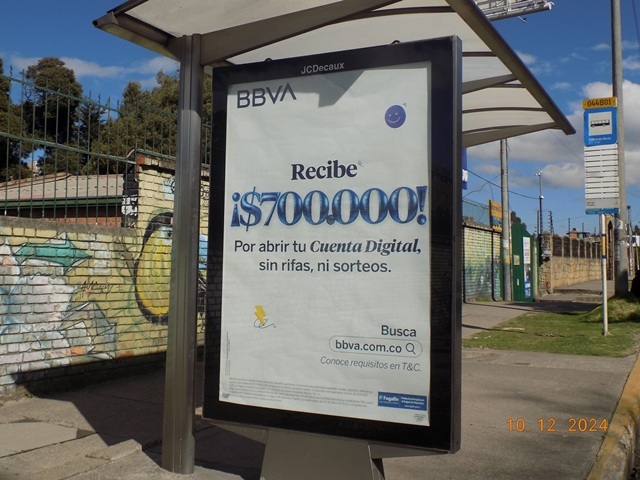 JCDecaux
BBVA
Recibe
¡$700.000!
Por abrir tu Cuenta Digital,
sin rifas, ni sorteos.
Busca
bbva.com.co
Conoce requisitos en T&C.
Fogafín
044B01
10 12 2024